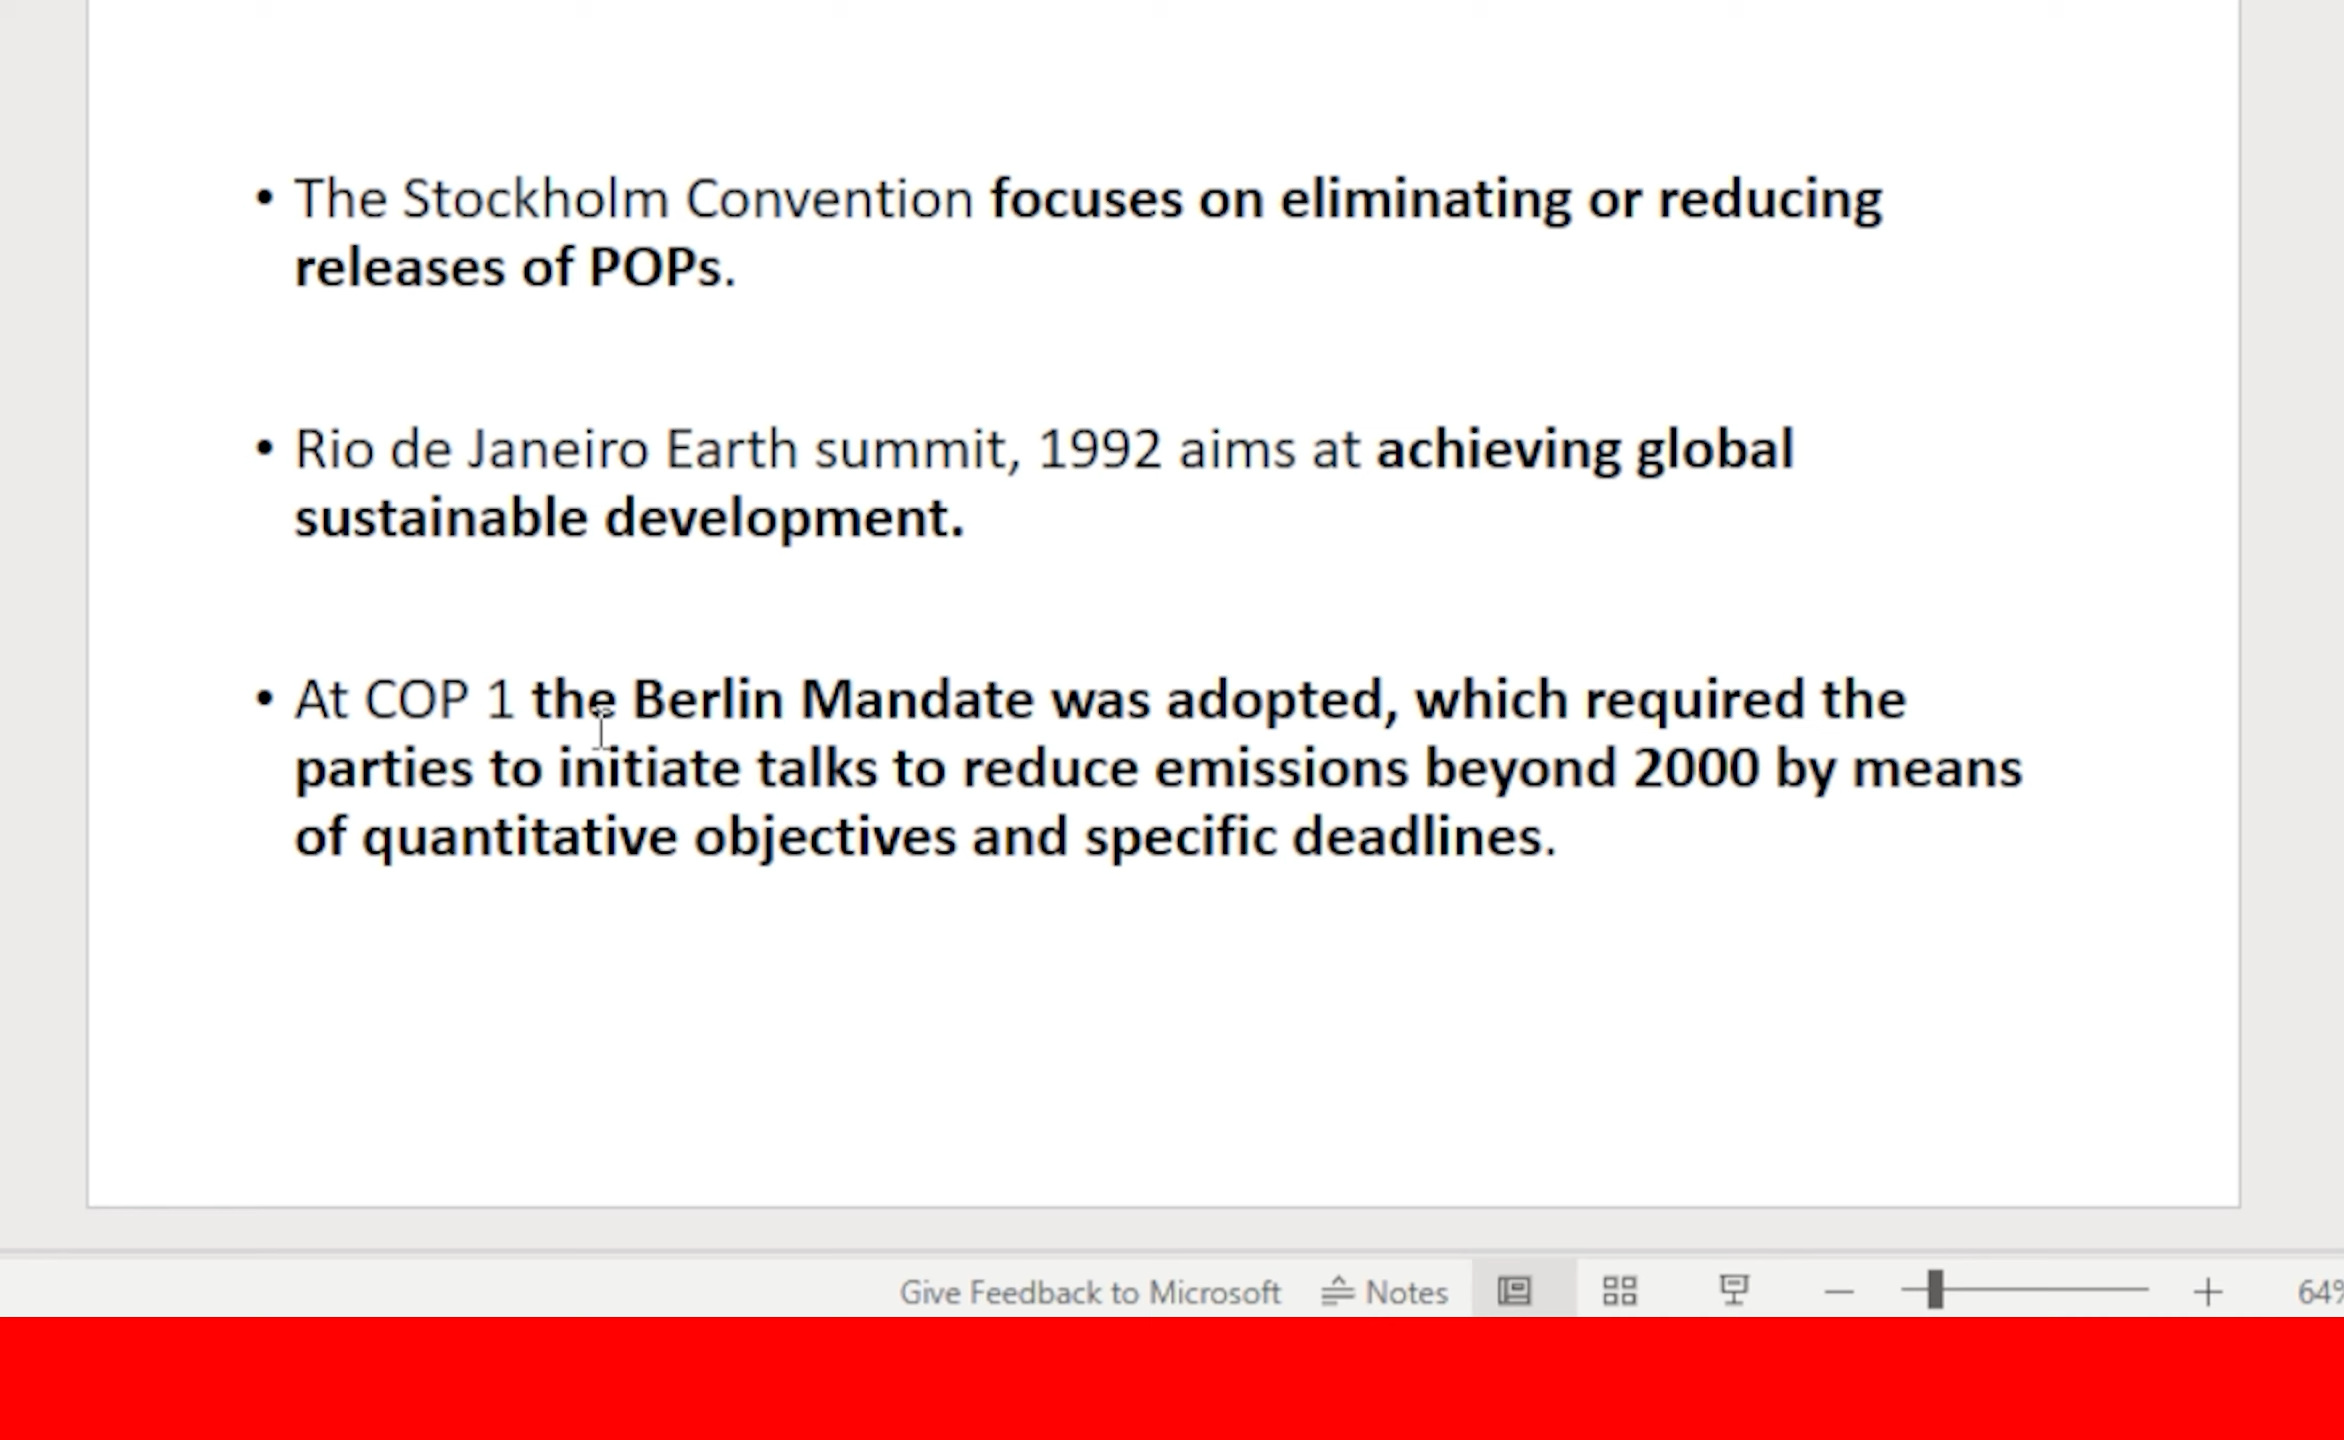 • The Stockholm Convention focuses on eliminating or reducing
releases of POPs.
• Rio de Janeiro Earth summit, 1992 aims at achieving global
sustainable development.
• At COP 1 the Berlin Mandate was adopted, which required the
parties to initiate talks to reduce emissions beyond 2000 by means
of quantitative objectives and specific deadlines.
Give Feedback to Microsoft Notes 64%